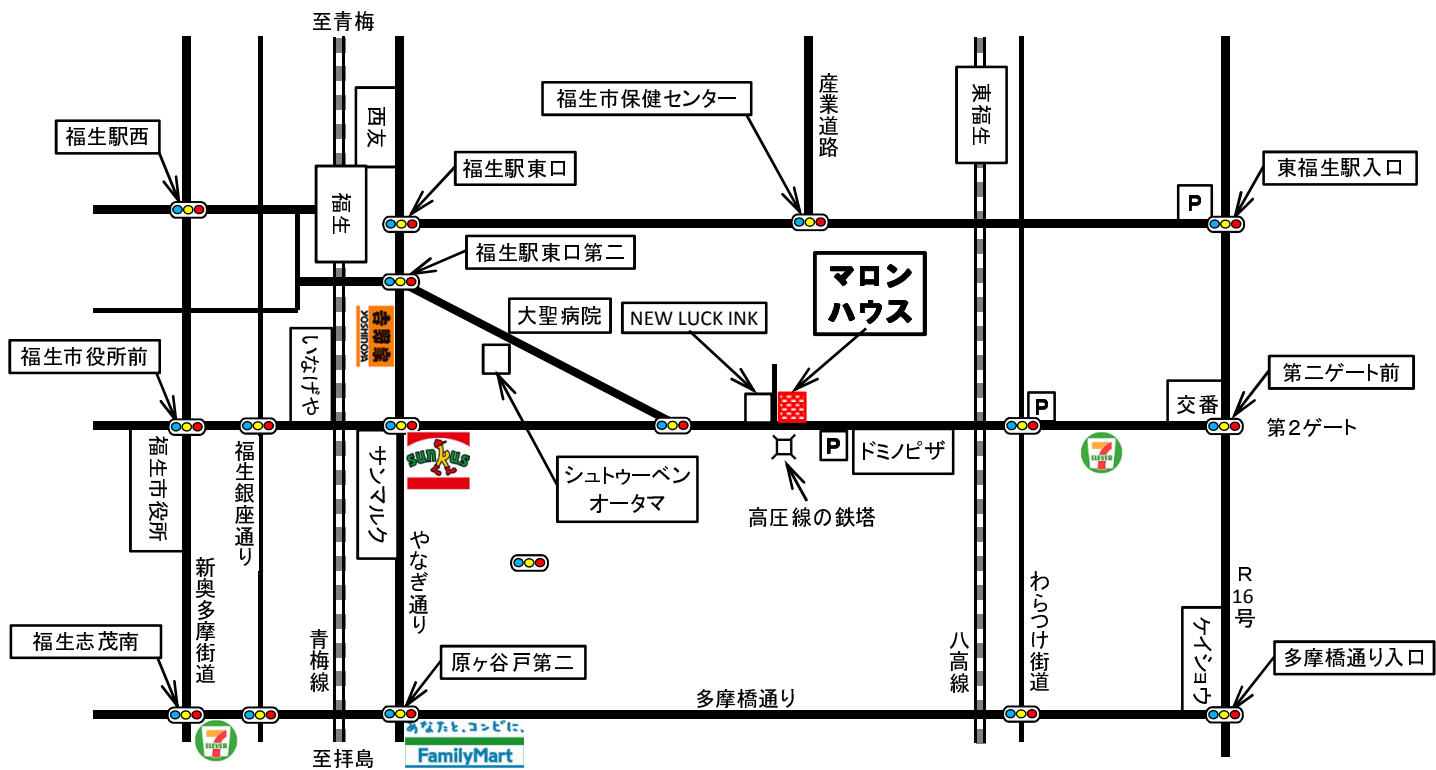 至青梅
西友
福生市保健センター
産業道路
東福生
福生駅西
福生駅東口
東福生駅入口
福生
P
福生駅東口第二
マロン
ハウス
大聖病院
NEW LUCK INK
吉野家
YOSHINOYA
いなげや
福生市役所前
第二ゲート前
交番
P
第2ゲート
福生市役所
福生銀座通り
サンマルク
sunkus
シュトゥーベン
オータマ
P
ドミノピザ
7
ELEVEN
高圧線の鉄塔
やなぎ通り
新奥多摩街道
青梅線
八高線
わらつけ街道
R
16
号
ケイショウ
福生志茂南
原ヶ谷戸第二
多摩橋通り
多摩橋通り入口
7
ELEVEN
至拝島
あなたと、コンビに、
FamilyMart